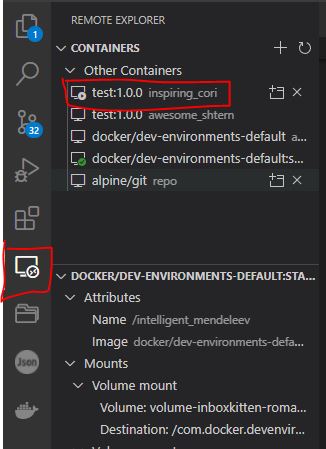 REMOTE EXPLORER
CONTAINERS
Other Containers
test:1.0.0 inspiring_cori
test:1.0.0 awesome_shtern
docker/dev-environments-default a...
docker/dev-environments-default:s...
alpine/git repo
DOCKER/DEV-ENVIRONMENTS-DEFAULT:STA...
Attributes
Name /intelligent_mendeleev
Image docker/dev-environments-defa...
Mounts
Volume mount
Volume: volume-inboxkitten-roma...
Destination: /com.docker.devenvir...
1
32
Json